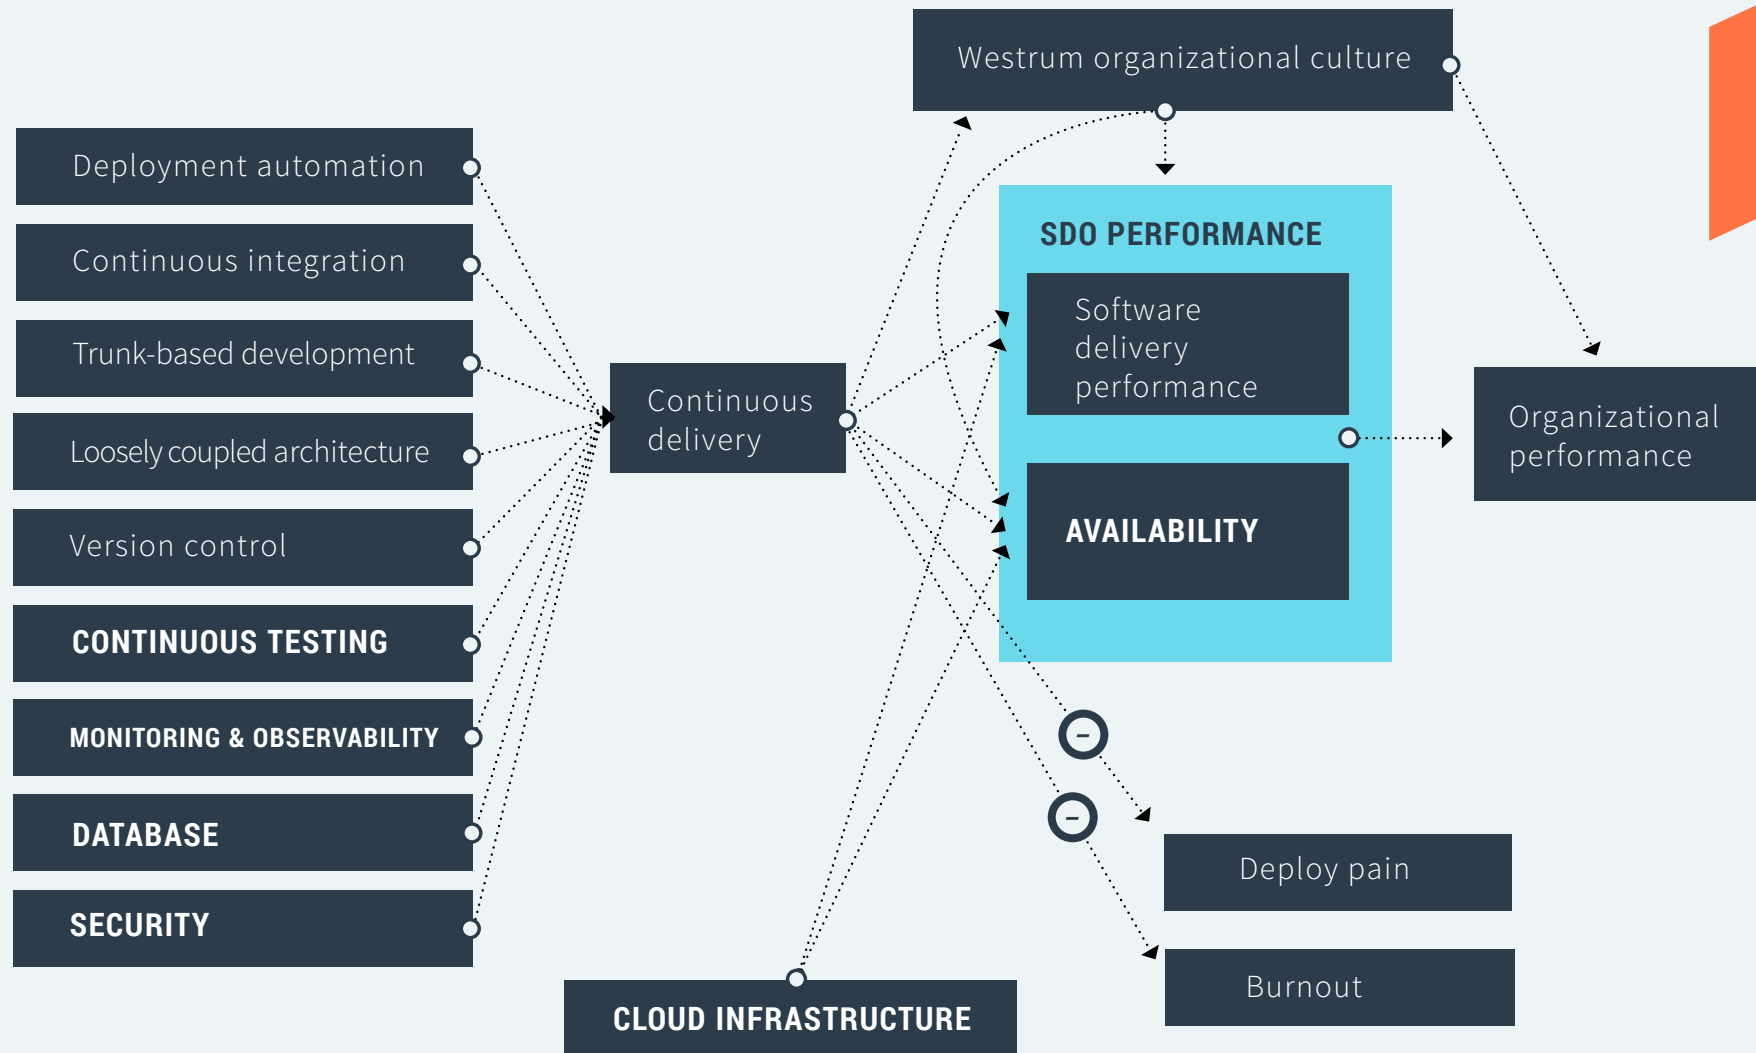 Westrum organizational culture
Deployment automation
Continuous integration
Trunk-based development
Loosely coupled architecture
Version control
CONTINUOUS TESTING
MONITORING & OBSERVABILITY
DATABASE
SECURITY
Continuous
delivery
SDO PERFORMANCE
Software
delivery
performance
AVAILABILITY
Organizational
performance
–
–
Deploy pain
Burnout
CLOUD INFRASTRUCTURE